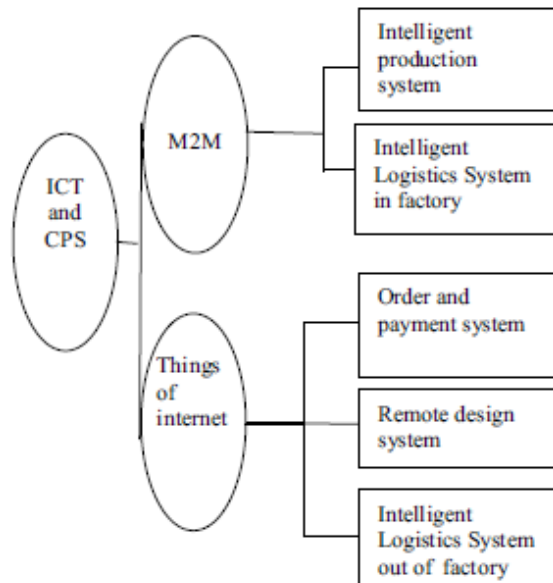 Intelligent
production
system
M2M
Intelligent
Logistics System
in factory
ICT
and
CPS
Order and
payment system
Things
of
internet
Remote design
system
Intelligent
Logistics System
out of factory